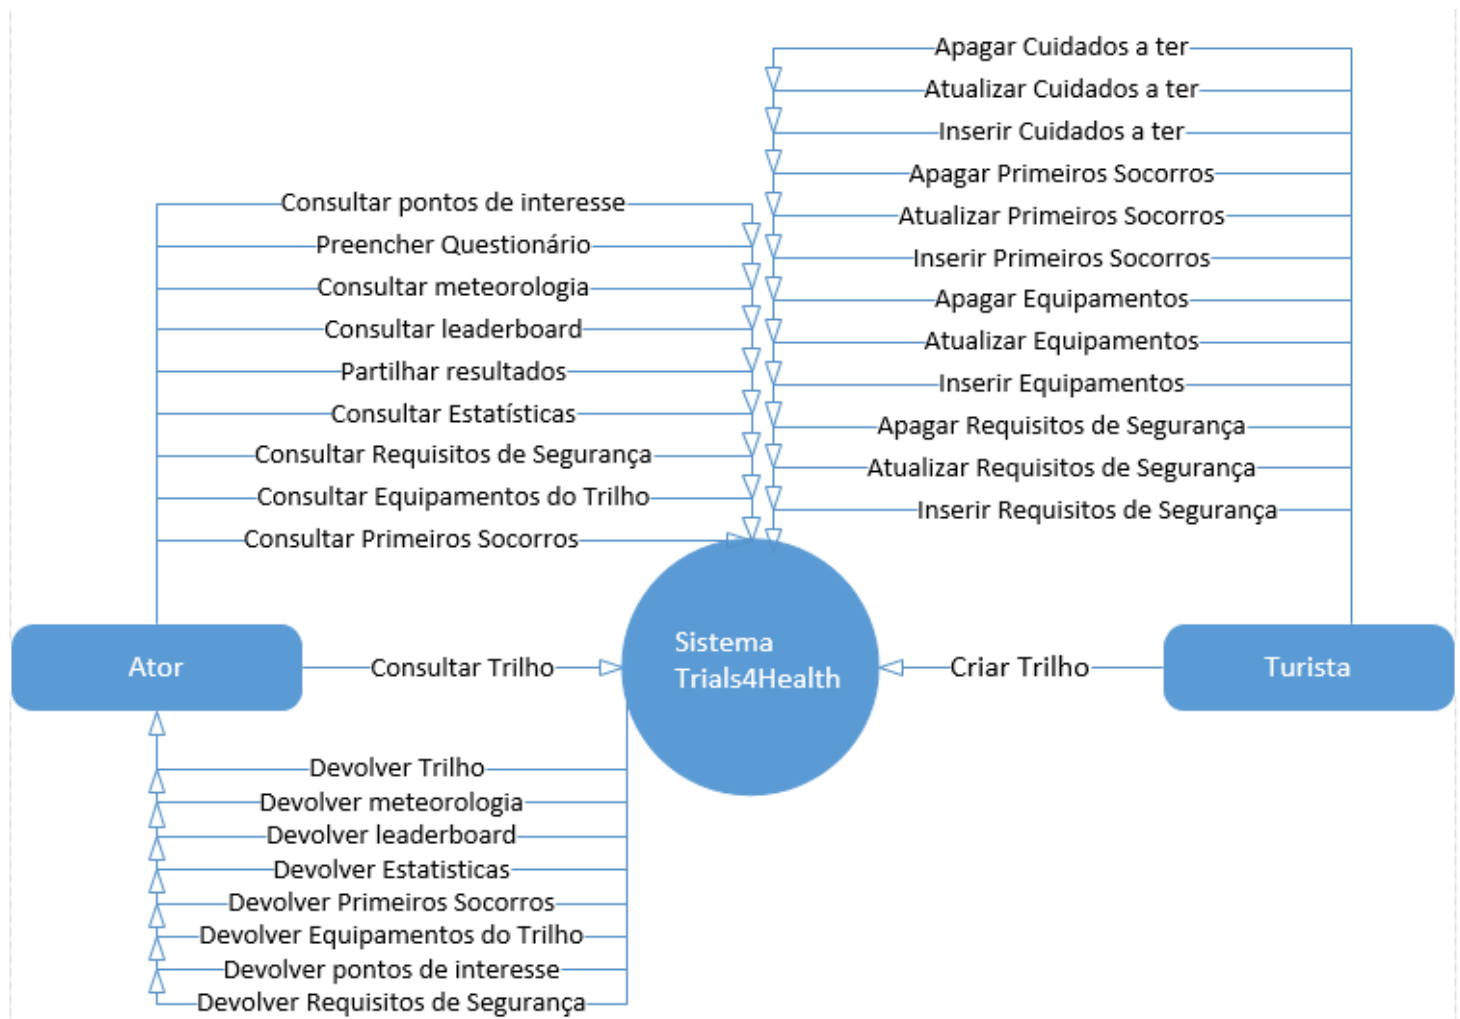 Apagar Cuidados a ter
Atualizar Cuidados a ter
Inserir Cuidados a ter
Apagar Primeiros Socorros
Atualizar Primeiros Socorros
Inserir Primeiros Socorros
Apagar Equipamentos
Atualizar Equipamentos
Inserir Equipamentos
Apagar Requisitos de Segurança
Atualizar Requisitos de Segurança
Inserir Requisitos de Segurança
Consultar pontos de interesse
Preencher Questionário
Consultar meteorologia
Consultar leaderboard
Partilhar resultados
Consultar Estatísticas
Consultar Requisitos de Segurança
Consultar Equipamentos do Trilho
Consultar Primeiros Socorros
Ator
Consultar Trilho
Sistema
Trials4Health
Criar Trilho
Turista
Devolver Trilho
Devolver meteorologia
Devolver leaderboard
Devolver Estatisticas
Devolver Primeiros Socorros
Devolver Equipamentos do Trilho
Devolver pontos de interesse
Devolver Requisitos de Segurança